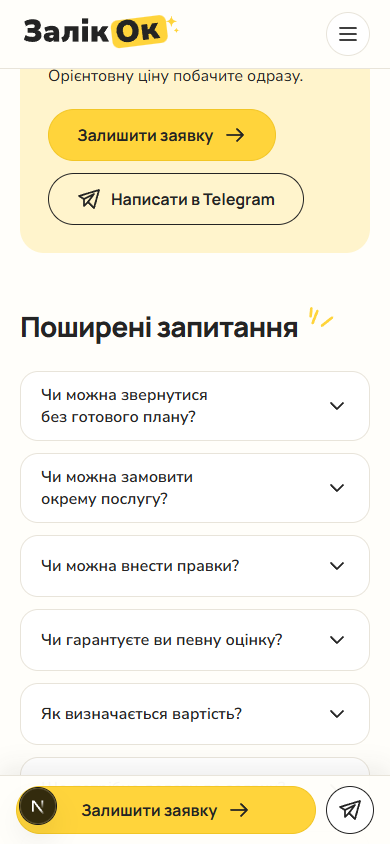 ЗалікОк
Орієнтовну ціну побачите одразу.
Залишити заявку
Написати в Telegram
Поширені запитання
Чи можна звернутися
без готового плану?
Чи можна замовити
окрему послугу?
Чи можна внести правки?
Чи гарантуєте ви певну оцінку?
Як визначається вартість?
N
Залишити заявку